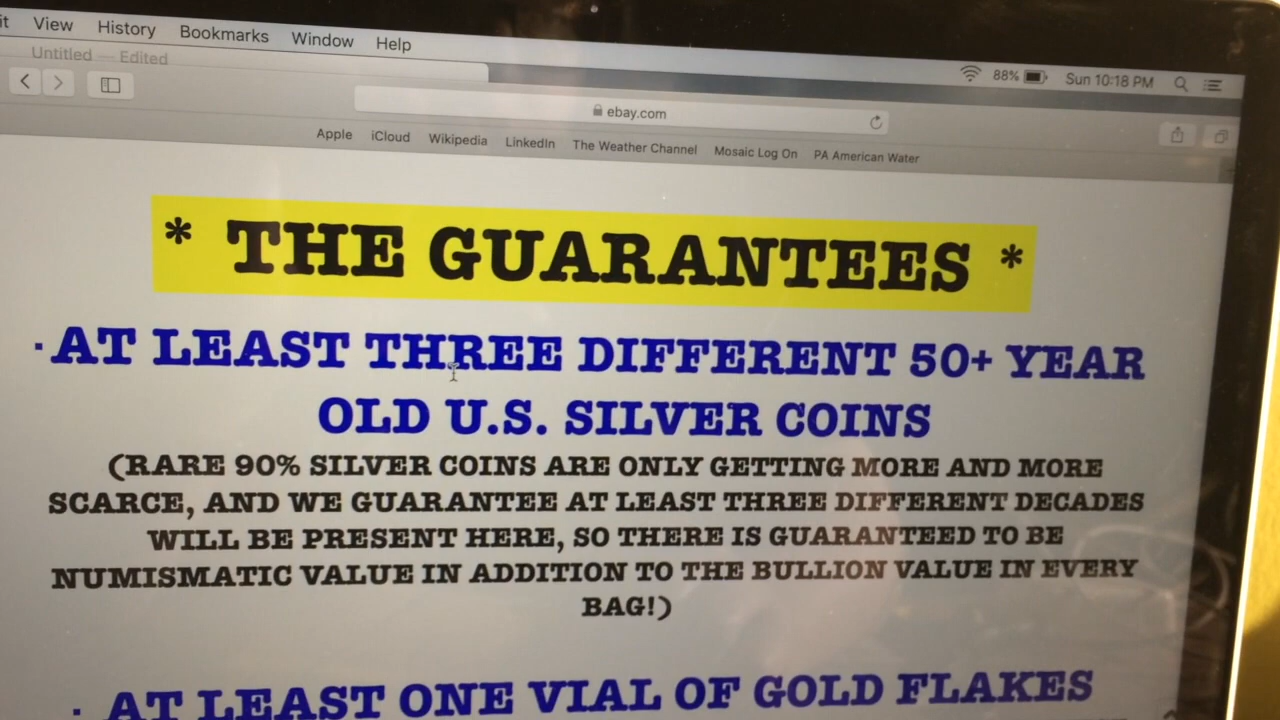 View History Bookmarks Window Help
Untitled — Edited
88% Sun 10:18 PM
ebay.com
Apple iCloud Wikipedia LinkedIn The Weather Channel Mosaic Log On PA American Water
* THE GUARANTEES *
· AT LEAST THREE DIFFERENT 50+ YEAR
OLD U.S. SILVER COINS
(RARE 90% SILVER COINS ARE ONLY GETTING MORE AND MORE
SCARCE, AND WE GUARANTEE AT LEAST THREE DIFFERENT DECADES
WILL BE PRESENT HERE, SO THERE IS GUARANTEED TO BE
NUMISMATIC VALUE IN ADDITION TO THE BULLION VALUE IN EVERY
BAG!)
· AT LEAST ONE VIAL OF GOLD FLAKES